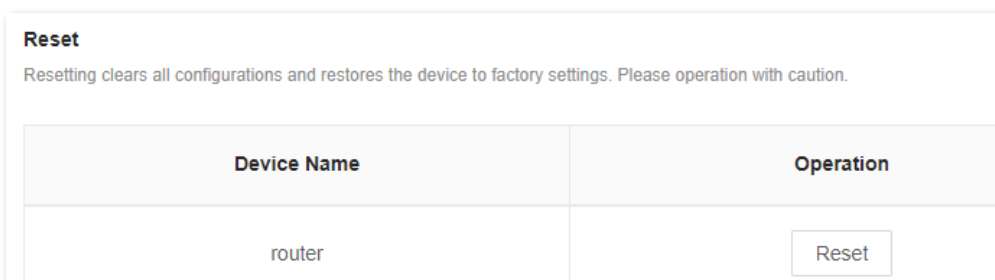 Reset
Resetting clears all configurations and restores the device to factory settings. Please operation with caution.
Device Name Operation
router Reset